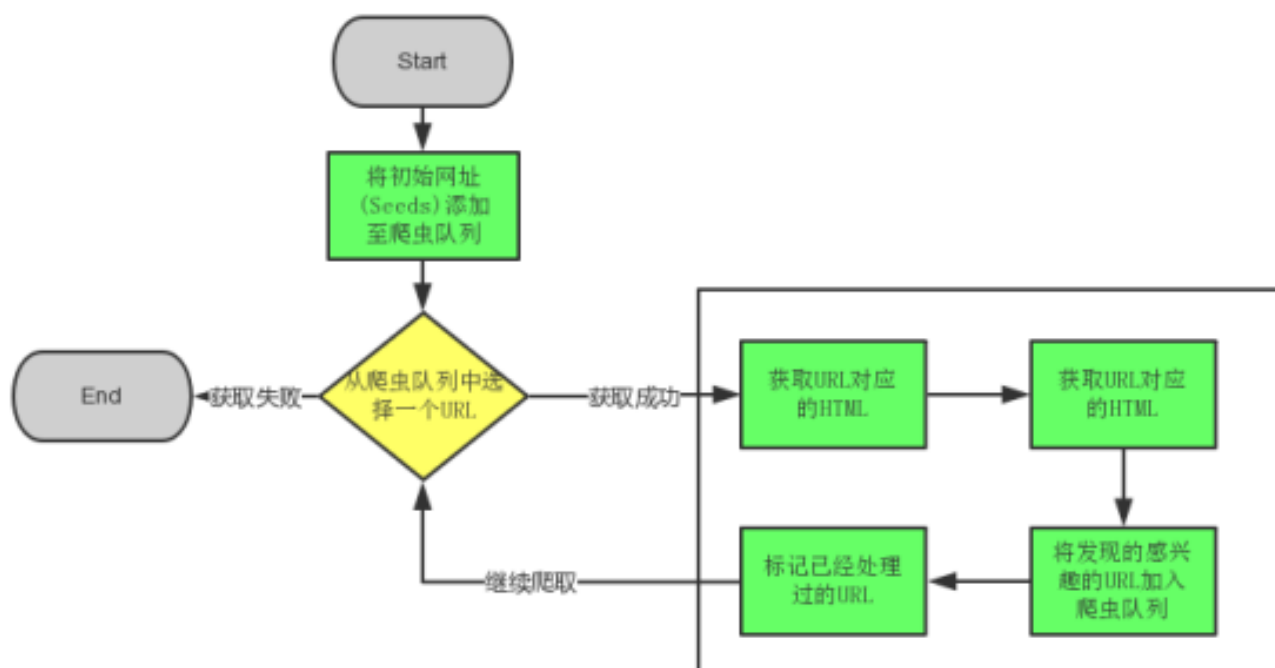 Start
将初始网址
(Seeds)添加
至爬虫队列
End
获取失败
从爬虫队列中选
择一个URL
获取成功
获取URL对应
的HTML
获取URL对应
的HTML
继续爬取
标记已经处理
过的URL
将发现的感兴
趣的URL加入
爬虫队列